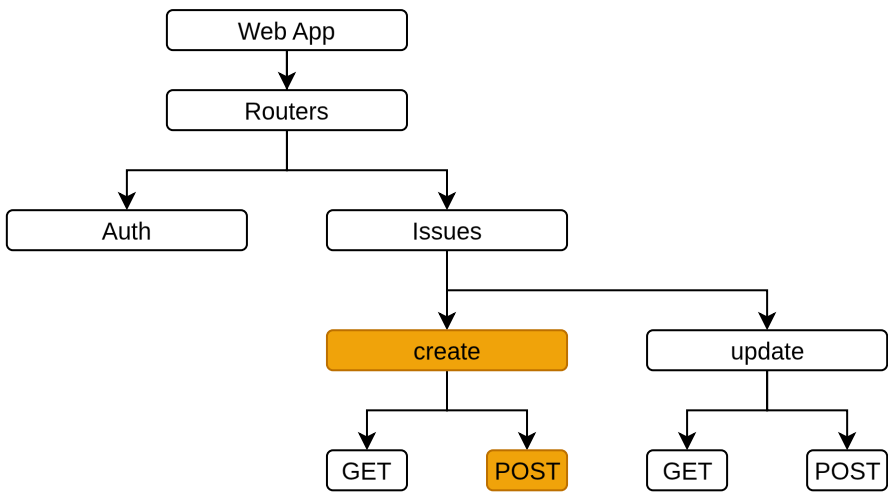 Web App
Routers
Auth
Issues
create
update
GET
POST
GET
POST